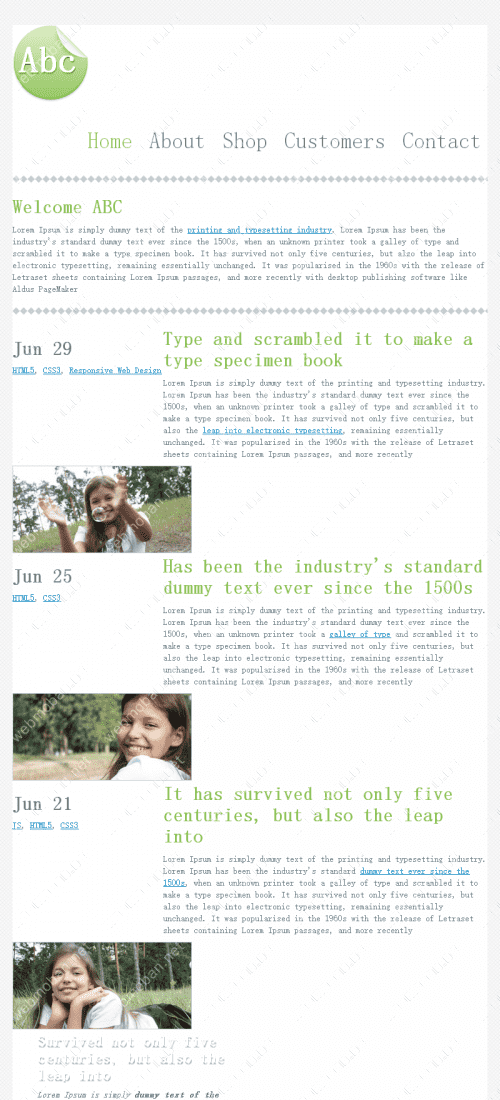 Abc
Home About Shop Customers Contact
Welcome ABC
Lorem Ipsum is simply dummy text of the printing and typesetting industry. Lorem Ipsum has been the
industry's standard dummy text ever since the 1500s, when an unknown printer took a galley of type and
scrambled it to make a type specimen book. It has survived not only five centuries, but also the leap into
electronic typesetting, remaining essentially unchanged. It was popularised in the 1960s with the release of
Letraset sheets containing Lorem Ipsum passages, and more recently with desktop publishing software like
Aldus PageMaker
Jun 29
HTML5, CSS3, Responsive Web Design
Type and scrambled it to make a
type specimen book
Lorem Ipsum is simply dummy text of the printing and typesetting industry.
Lorem Ipsum has been the industry's standard dummy text ever since the
1500s, when an unknown printer took a galley of type and scrambled it to
make a type specimen book. It has survived not only five centuries, but
also the leap into electronic typesetting, remaining essentially
unchanged. It was popularised in the 1960s with the release of Letraset
sheets containing Lorem Ipsum passages, and more recently
Jun 25
HTML5, CSS3
Has been the industry's standard
dummy text ever since the 1500s
Lorem Ipsum is simply dummy text of the printing and typesetting industry.
Lorem Ipsum has been the industry's standard dummy text ever since the
1500s, when an unknown printer took a galley of type and scrambled it to
make a type specimen book. It has survived not only five centuries, but
also the leap into electronic typesetting, remaining essentially
unchanged. It was popularised in the 1960s with the release of Letraset
sheets containing Lorem Ipsum passages, and more recently
Jun 21
JS, HTML5, CSS3
It has survived not only five
centuries, but also the leap
into
Lorem Ipsum is simply dummy text of the printing and typesetting industry.
Lorem Ipsum has been the industry's standard dummy text ever since the
1500s, when an unknown printer took a galley of type and scrambled it to
make a type specimen book. It has survived not only five centuries, but
also the leap into electronic typesetting, remaining essentially
unchanged. It was popularised in the 1960s with the release of Letraset
sheets containing Lorem Ipsum passages, and more recently
Survived not only five
centuries, but also the
leap into
Lorem Ipsum is simply dummy text of the